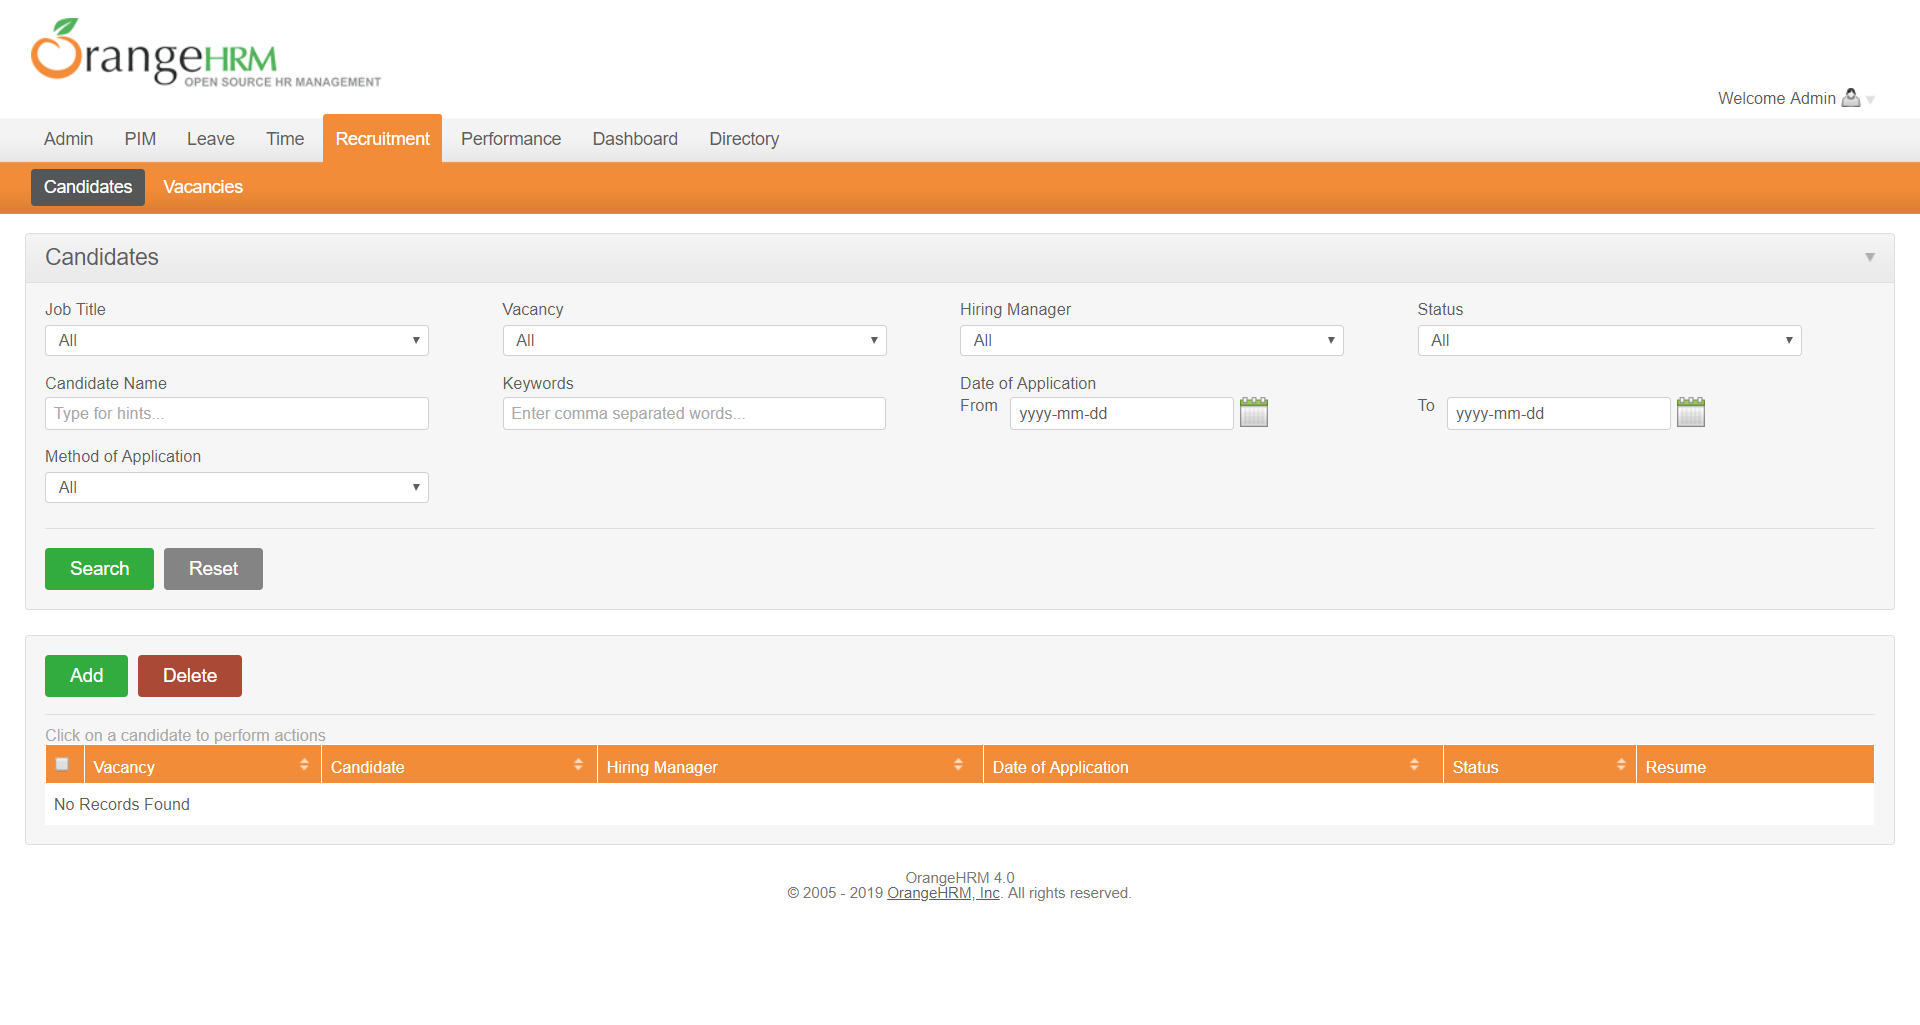 OrangeHRM
OPEN SOURCE HR MANAGEMENT
Welcome Admin
Admin PIM Leave Time Recruitment Performance Dashboard Directory
Candidates Vacancies
Candidates
Job Title Vacancy Hiring Manager Status
All All All All
Candidate Name Keywords Date of Application
Type for hints... Enter comma separated words... From yyyy-mm-dd To yyyy-mm-dd
Method of Application
All
Search Reset
Add Delete
Click on a candidate to perform actions
Vacancy Candidate Hiring Manager Date of Application Status Resume
No Records Found
OrangeHRM 4.0
© 2005 - 2019 OrangeHRM, Inc. All rights reserved.